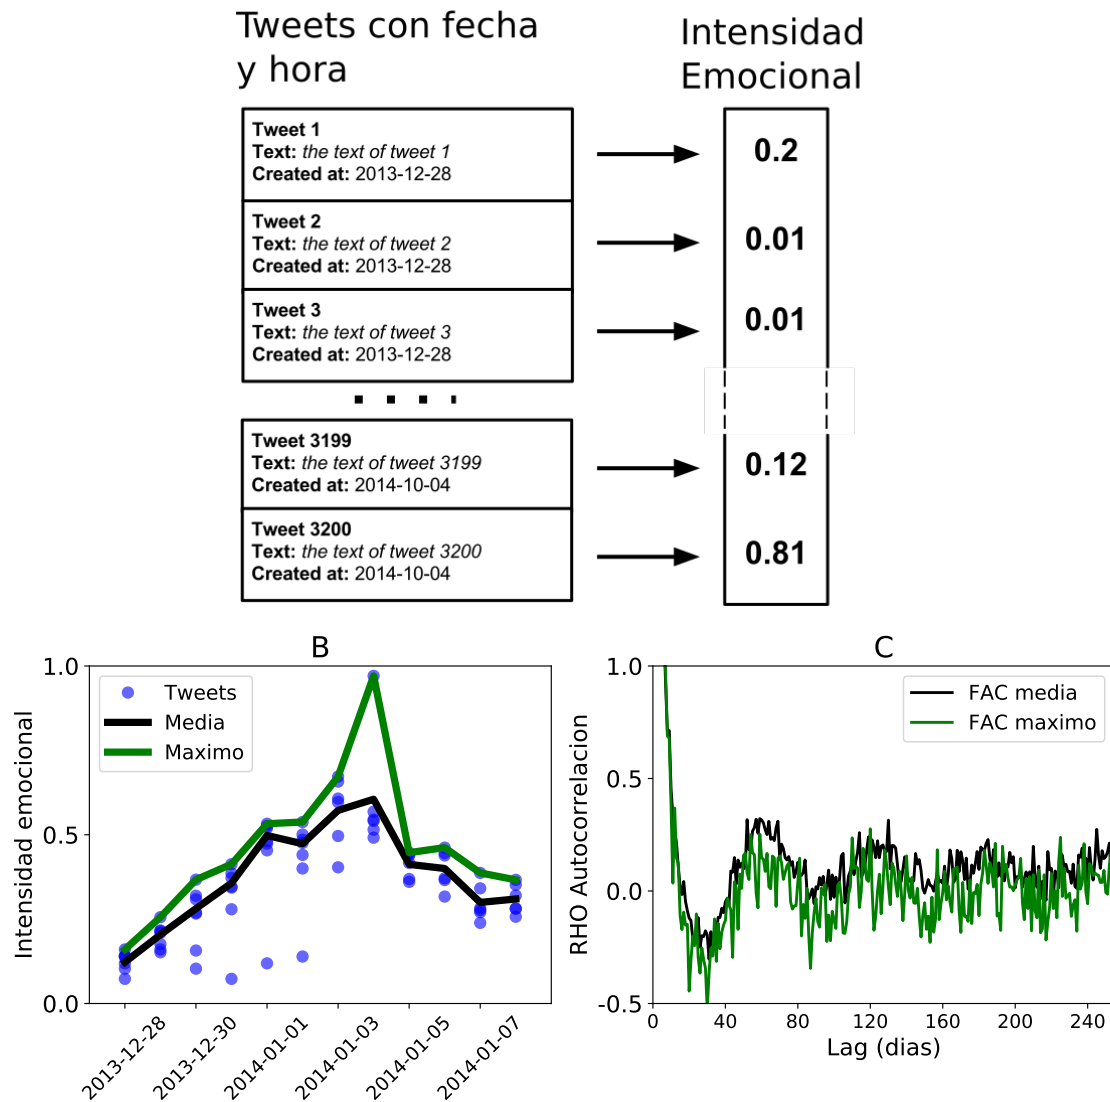 Tweets con fecha
y hora
Intensidad
Emocional
Tweet 1
Text: the text of tweet 1
Created at: 2013-12-28
0.2
Tweet 2
Text: the text of tweet 2
Created at: 2013-12-28
0.01
Tweet 3
Text: the text of tweet 3
Created at: 2013-12-28
0.01
Tweet 3199
Text: the text of tweet 3199
Created at: 2014-10-04
0.12
Tweet 3200
Text: the text of tweet 3200
Created at: 2014-10-04
0.81
B
Intensidad emocional
1.0
0.5
0.0
Tweets
Media
Maximo
2013-12-28
2013-12-30
2014-01-01
2014-01-03
2014-01-05
2014-01-07
C
RHO Autocorrelacion
1.0
0.5
0.0
-0.5
FAC media
FAC maximo
0 40 80 120 160 200 240
Lag (dias)